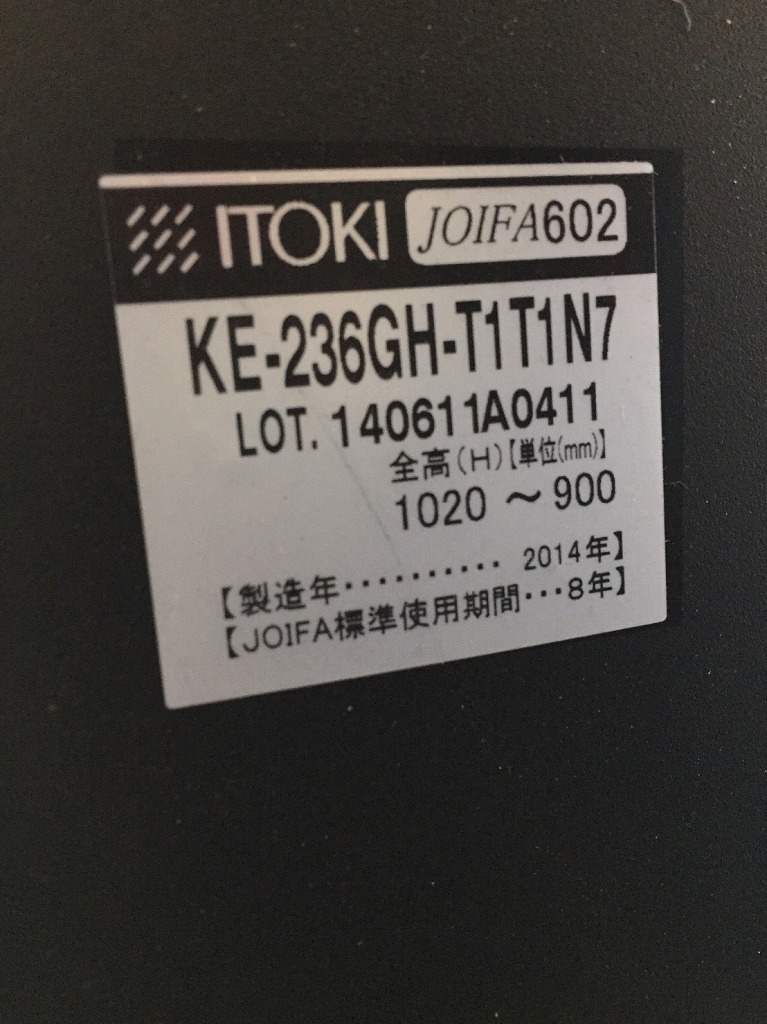 ITOKI JOIFA602
KE-236GH-T1T1N7
LOT. 140611A0411
全高(H)【単位(mm)】
1020 ～ 900
【製造年‥‥‥‥‥ 2014年】
【JOIFA標準使用期間…8年】